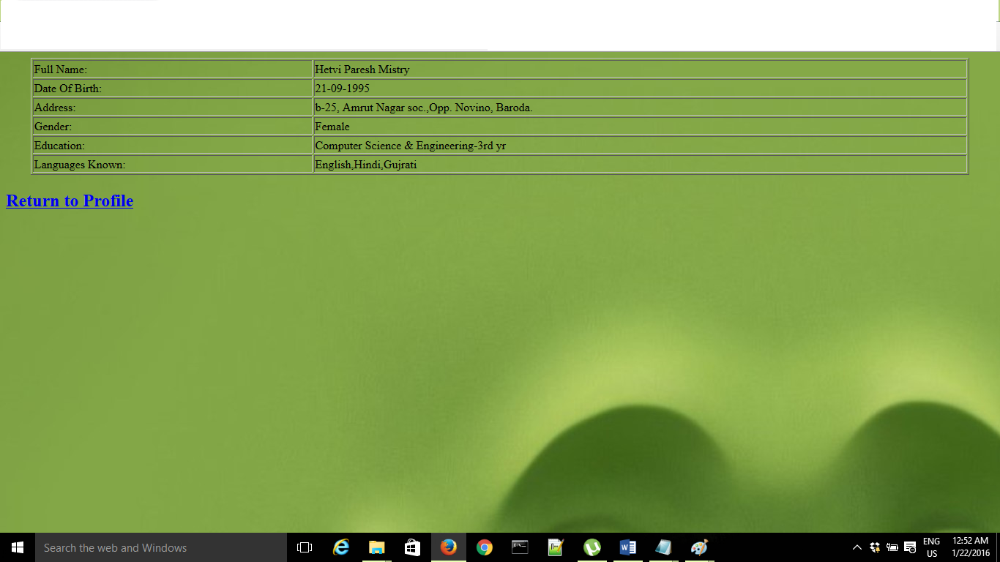 Full Name: Hetvi Paresh Mistry
Date Of Birth: 21-09-1995
Address: b-25, Amrut Nagar soc.,Opp. Novino, Baroda.
Gender: Female
Education: Computer Science & Engineering-3rd yr
Languages Known: English,Hindi,Gujrati
Return to Profile
Search the web and Windows
ENG 12:52 AM
US 1/22/2016